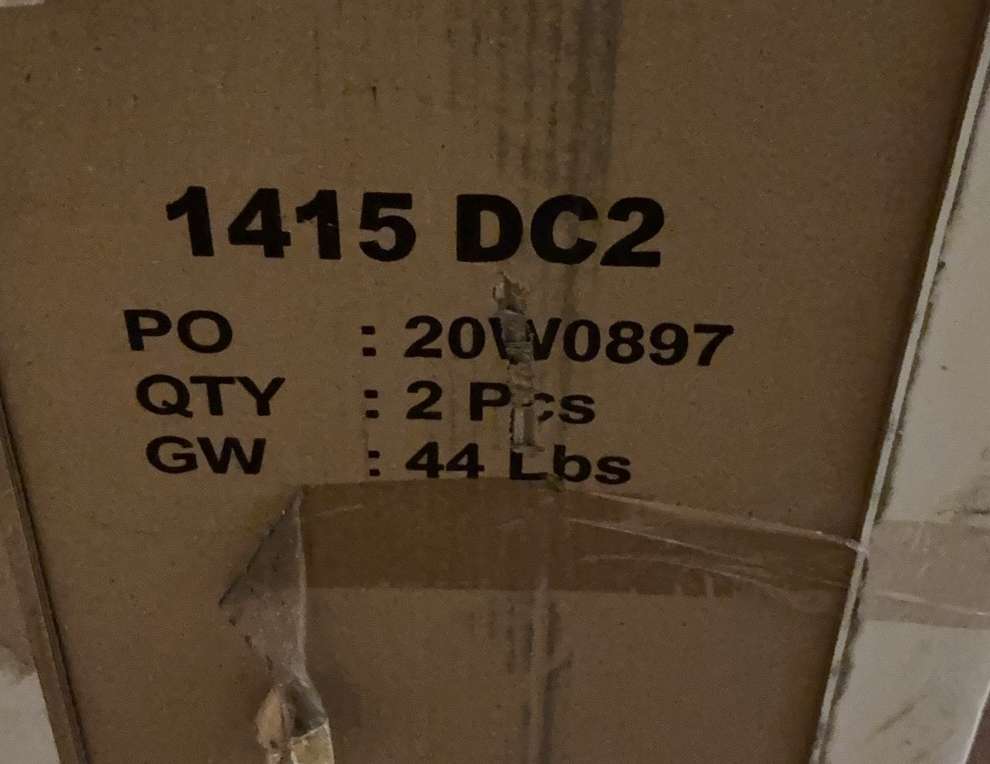 1415 DC2
PO : 20W0897
QTY : 2 Pcs
GW : 44 Lbs